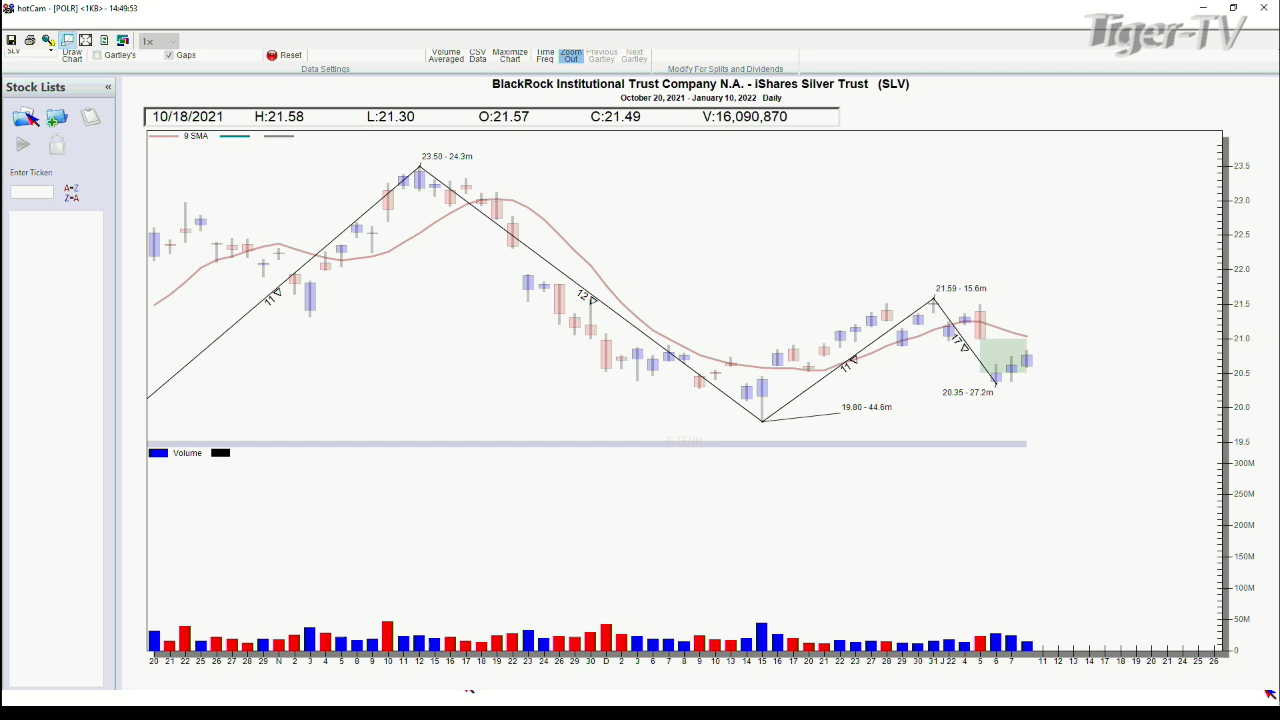 hotCam - [POLR] <1KB> - 14:49:53
Tiger-TV
1x
SLV
Draw Chart
Gartley's
Gaps
Reset
Volume Averaged
CSV Data
Maximize Chart
Time Freq
Zoom Out
Previous Gartley
Next Gartley
Data Settings
Modify For Splits and Dividends
Stock Lists
«
Enter Ticker:
A=Z
Z=A
BlackRock Institutional Trust Company N.A. - iShares Silver Trust (SLV)
October 20, 2021 - January 10, 2022 Daily
10/18/2021 H:21.58 L:21.30 O:21.57 C:21.49 V:16,090,870
9 SMA
23.50 - 24.3m
11
12
21.59 - 15.6m
17
11
20.35 - 27.2m
19.80 - 44.6m
23.5
23.0
22.5
22.0
21.5
21.0
20.5
20.0
19.5
Volume
300M
250M
200M
150M
100M
50M
0
20 21 22 25 26 27 28 29 N 2 3 4 5 8 9 10 11 12 15 16 17 18 19 22 23 24 26 29 30 D 2 3 6 7 8 9 10 13 14 15 16 17 20 21 22 23 27 28 29 30 31 J 4 5 6 7 11 12 13 14 15 16 17 18 19 20 21 22 23 24 25 26